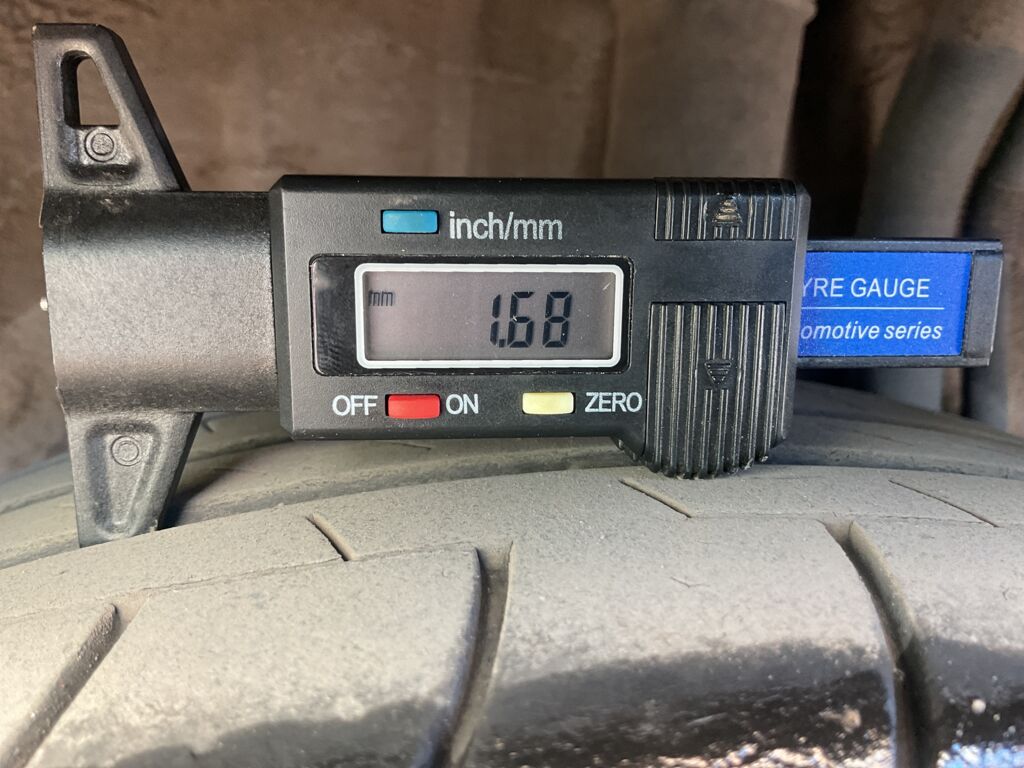 inch/mm
mm
1.68
OFF ON ZERO
YRE GAUGE
omotive series